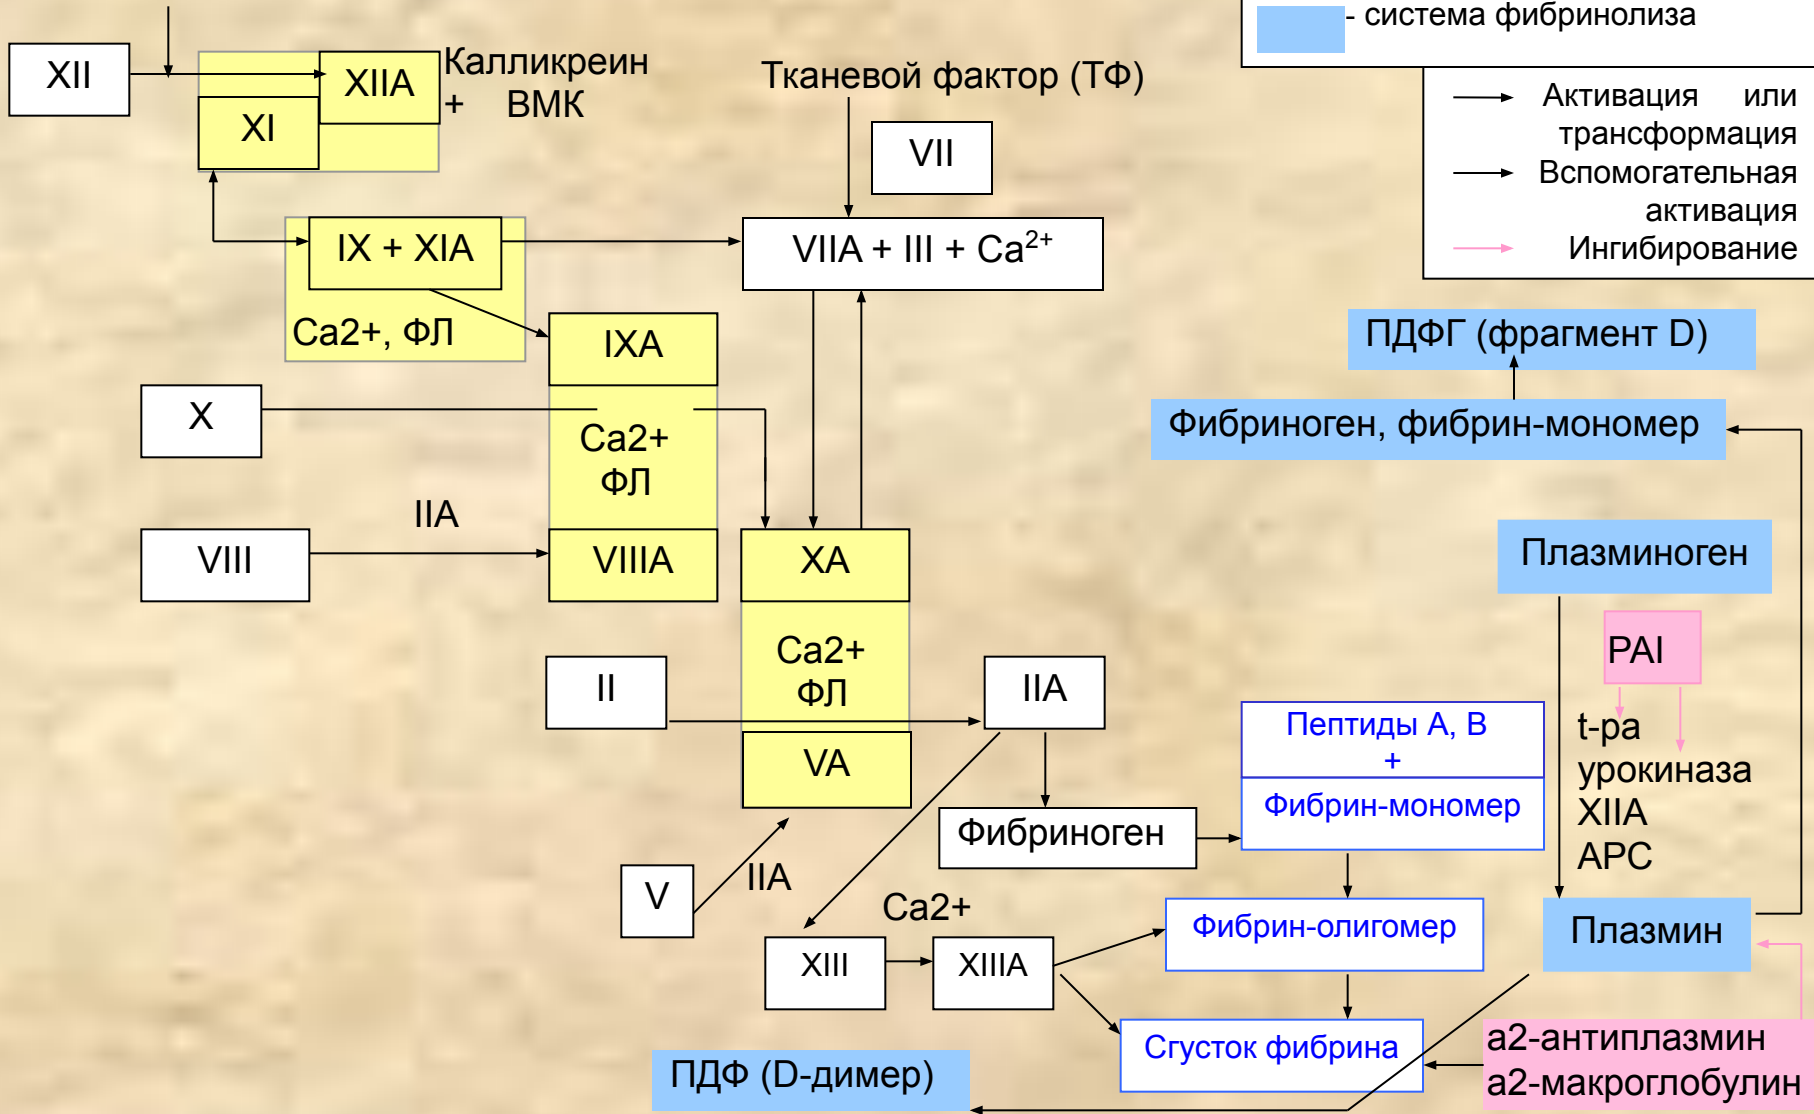 - система фибринолиза
XII
XIIA
Калликреин
+ ВМК
XI
Тканевой фактор (ТФ)
VII
Активация или
трансформация
Вспомогательная
активация
Ингибирование
IX + XIA
VIIA + III + Ca²⁺
Ca2+, ФЛ
IXA
ПДФГ (фрагмент D)
X
Ca2+
ФЛ
Фибриноген, фибрин-мономер
IIA
VIII
VIIIA
XA
Плазминоген
Ca2+
ФЛ
II
IIA
PAI
VA
Пептиды А, В
+
Фибрин-мономер
t-pa
урокиназа
XIIA
АРС
Фибриноген
V
IIA
Ca2+
XIII
XIIIA
Фибрин-олигомер
Плазмин
Сгусток фибрина
а2-антиплазмин
а2-макроглобулин
ПДФ (D-димер)